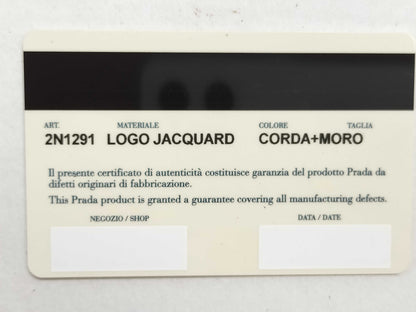 ART. MATERIALE COLORE TAGLIA
2N1291 LOGO JACQUARD CORDA+MORO
Il presente certificato di autenticità costituisce garanzia del prodotto Prada da
difetti originari di fabbricazione.
This Prada product is granted a guarantee covering all manufacturing defects.
NEGOZIO / SHOP DATA / DATE